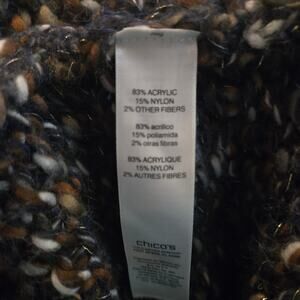 83% ACRYLIC
15% NYLON
2% OTHER FIBERS
83% acrílico
15% poliamida
2% otras fibras
83% ACRYLIQUE
15% NYLON
2% AUTRES FIBRES
chico's